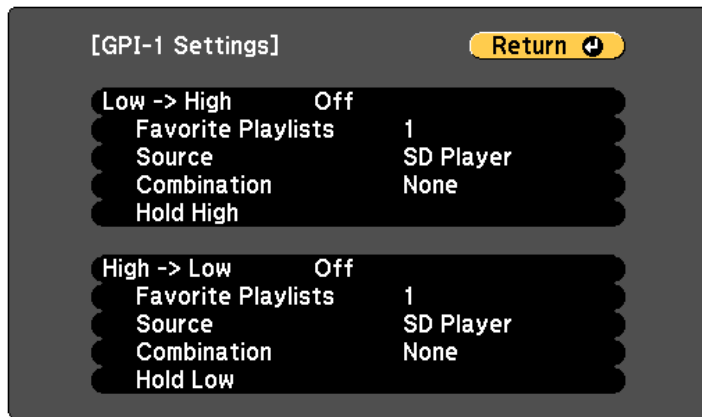 [GPI-1 Settings] Return
Low -> High Off
Favorite Playlists 1
Source SD Player
Combination None
Hold High
High -> Low Off
Favorite Playlists 1
Source SD Player
Combination None
Hold Low